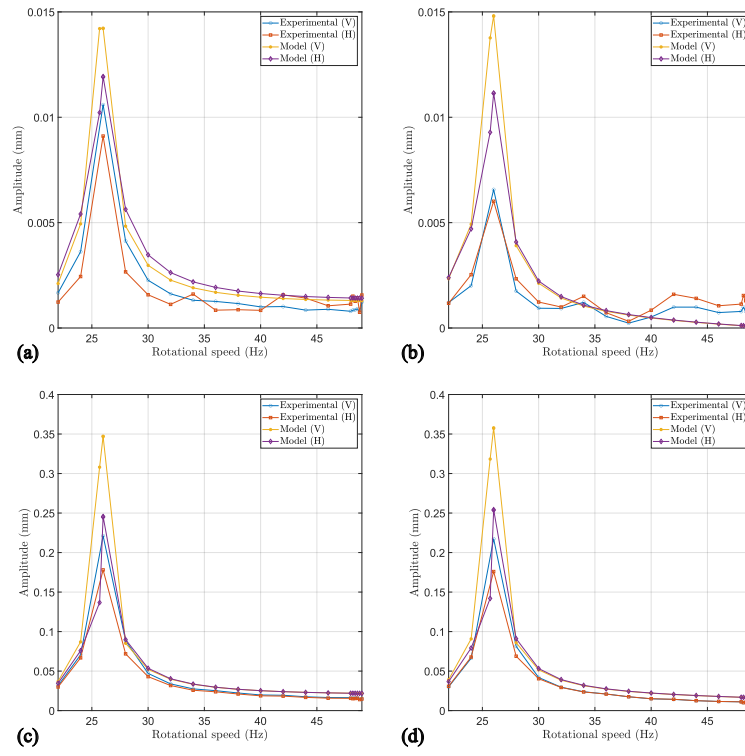 0.015
0.01
0.005
0
25
30
35
40
45
Amplitude (mm)
Rotational speed (Hz)
Experimental (V)
Experimental (H)
Model (V)
Model (H)
(a)
0.015
0.01
0.005
0
25
30
35
40
45
Amplitude (mm)
Rotational speed (Hz)
Experimental (V)
Experimental (H)
Model (V)
Model (H)
(b)
0.4
0.35
0.3
0.25
0.2
0.15
0.1
0.05
0
25
30
35
40
45
Amplitude (mm)
Rotational speed (Hz)
Experimental (V)
Experimental (H)
Model (V)
Model (H)
(c)
0.4
0.35
0.3
0.25
0.2
0.15
0.1
0.05
0
25
30
35
40
45
Amplitude (mm)
Rotational speed (Hz)
Experimental (V)
Experimental (H)
Model (V)
Model (H)
(d)